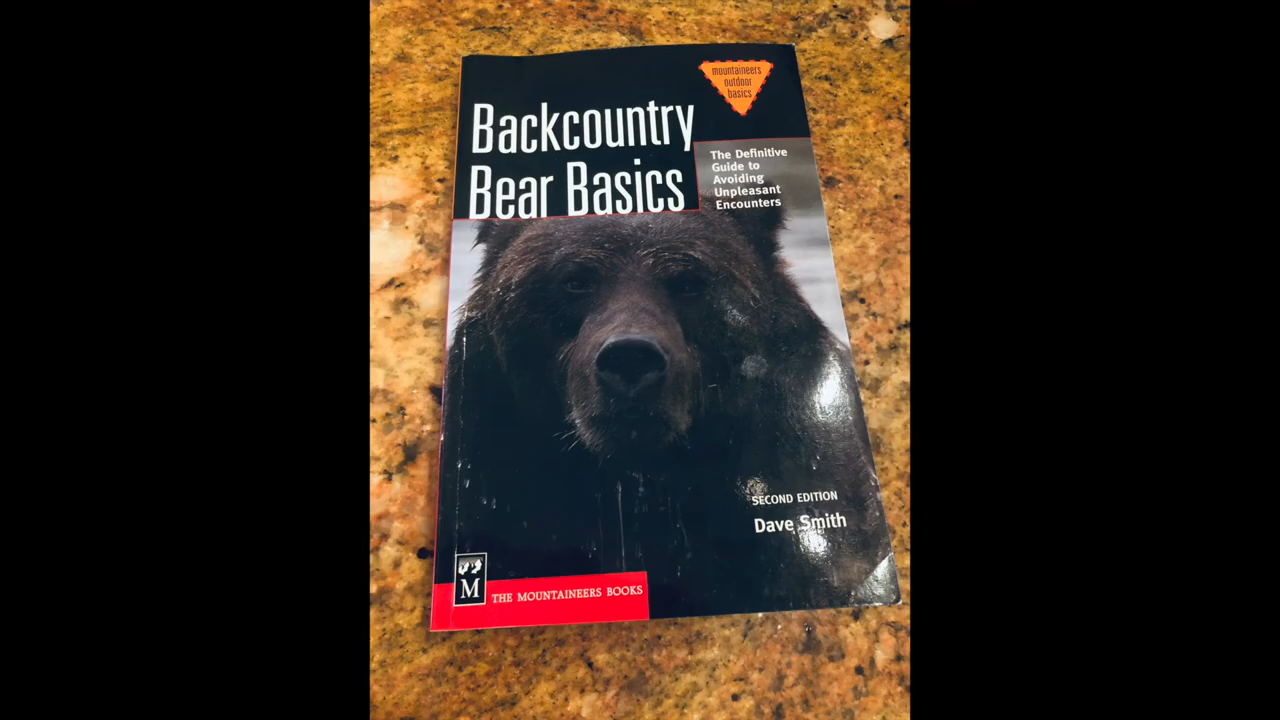 mountaineers
outdoor
basics
Backcountry
Bear Basics
The Definitive
Guide to
Avoiding
Unpleasant
Encounters
SECOND EDITION
Dave Smith
M
THE MOUNTAINEERS BOOKS